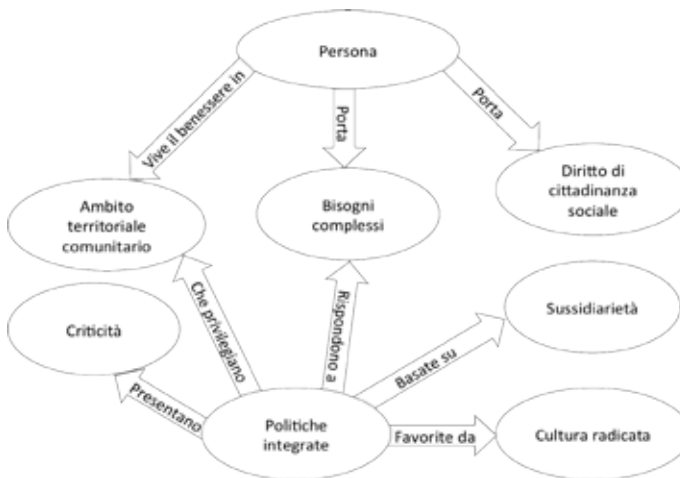 Persona
Vive il benessere in
Porta
Porta
Ambito
territoriale
comunitario
Bisogni
complessi
Diritto di
cittadinanza
sociale
Criticità
Che privilegiano
Rispondono a
Sussidiarietà
Basate su
Presentano
Politiche
integrate
Favorite da
Cultura radicata